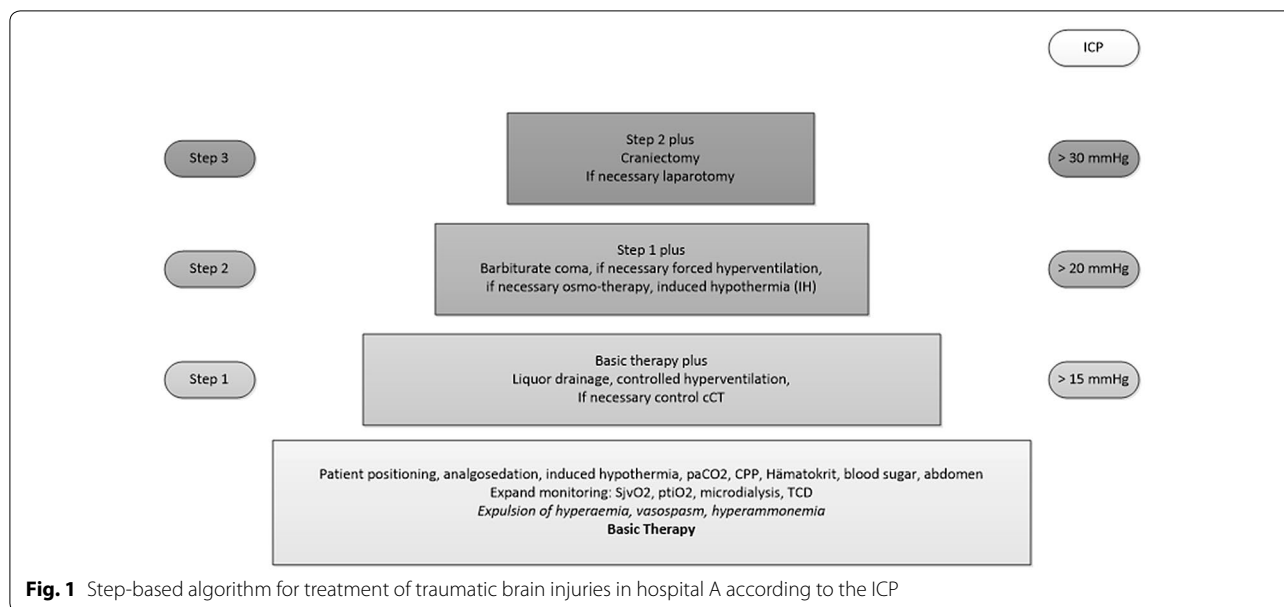 ICP
Step 3
Step 2 plus
Craniectomy
If necessary laparotomy
> 30 mmHg
Step 2
Step 1 plus
Barbiturate coma, if necessary forced hyperventilation,
if necessary osmo-therapy, induced hypothermia (IH)
> 20 mmHg
Step 1
Basic therapy plus
Liquor drainage, controlled hyperventilation,
If necessary control cCT
> 15 mmHg
Patient positioning, analgosedation, induced hypothermia, paCO2, CPP, Hämatokrit, blood sugar, abdomen
Expand monitoring: SjvO2, ptiO2, microdialysis, TCD
Expulsion of hyperaemia, vasospasm, hyperammonemia
Basic Therapy
Fig. 1 Step-based algorithm for treatment of traumatic brain injuries in hospital A according to the ICP